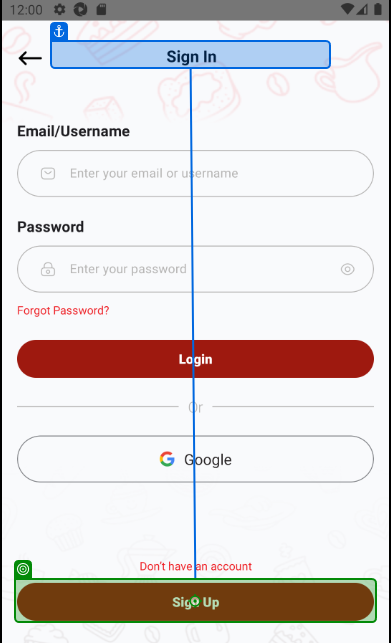 12:00
Sign In
Email/Username
Enter your email or username
Password
Enter your password
Forgot Password?
Login
Or
Google
Don't have an account
Sign Up